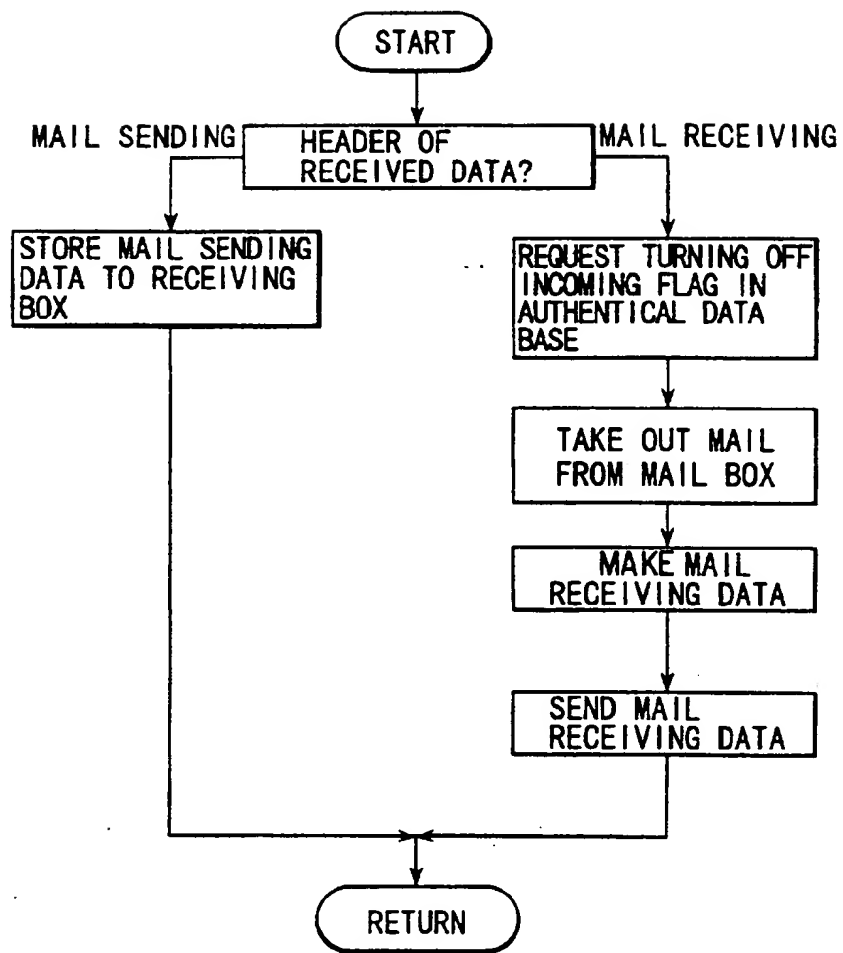 START
MAIL SENDING
HEADER OF
RECEIVED DATA?
MAIL RECEIVING
STORE MAIL SENDING
DATA TO RECEIVING
BOX
REQUEST TURNING OFF
INCOMING FLAG IN
AUTHENTICAL DATA
BASE
TAKE OUT MAIL
FROM MAIL BOX
MAKE MAIL
RECEIVING DATA
SEND MAIL
RECEIVING DATA
RETURN